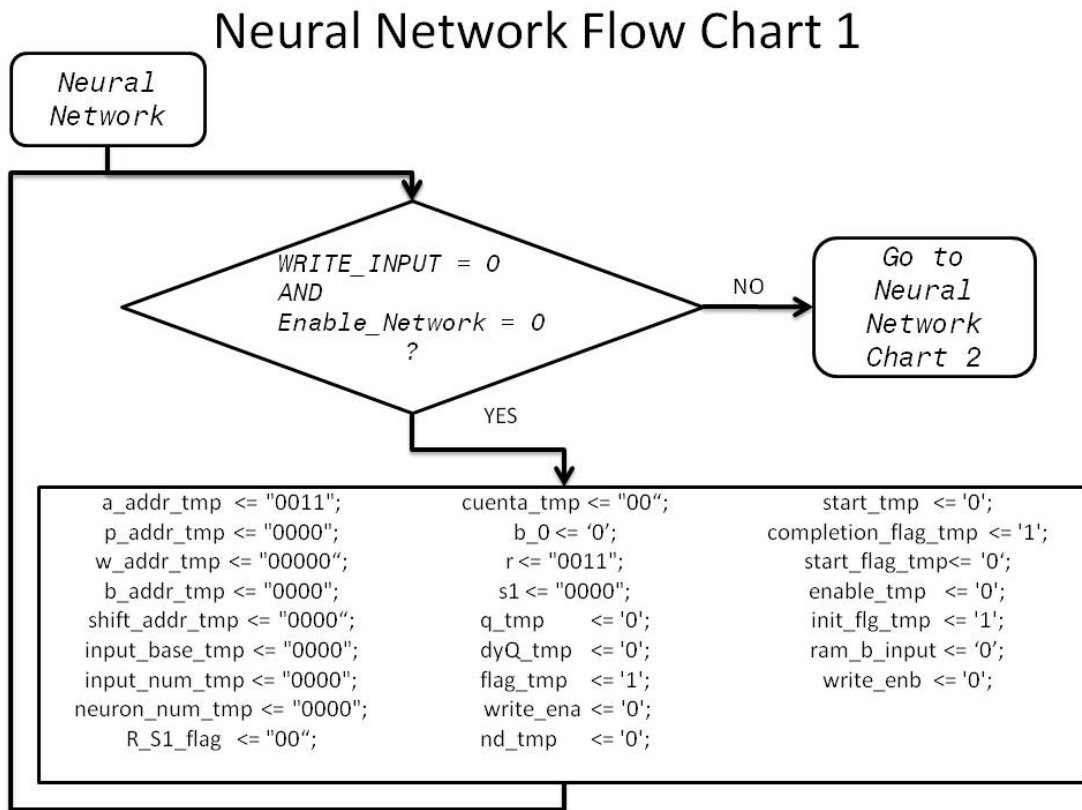 Neural Network Flow Chart 1
Neural
Network
WRITE_INPUT = 0
AND
Enable_Network = 0
?
NO
Go to
Neural
Network
Chart 2
YES
a_addr_tmp <= "0011";
p_addr_tmp <= "0000";
w_addr_tmp <= "00000“;
b_addr_tmp <= "0000";
shift_addr_tmp <= "0000“;
input_base_tmp <= "0000";
input_num_tmp <= "0000";
neuron_num_tmp <= "0000";
R_S1_flag <= "00“;
cuenta_tmp <= "00“;
b_0 <= ‘0’;
r <= "0011";
s1 <= "0000";
q_tmp <= '0';
dyQ_tmp <= '0';
flag_tmp <= '1';
write_ena <= '0';
nd_tmp <= '0';
start_tmp <= '0';
completion_flag_tmp <= '1';
start_flag_tmp<= '0‘;
enable_tmp <= '0';
init_flg_tmp <= '1';
ram_b_input <= ‘0’;
write_enb <= '0';